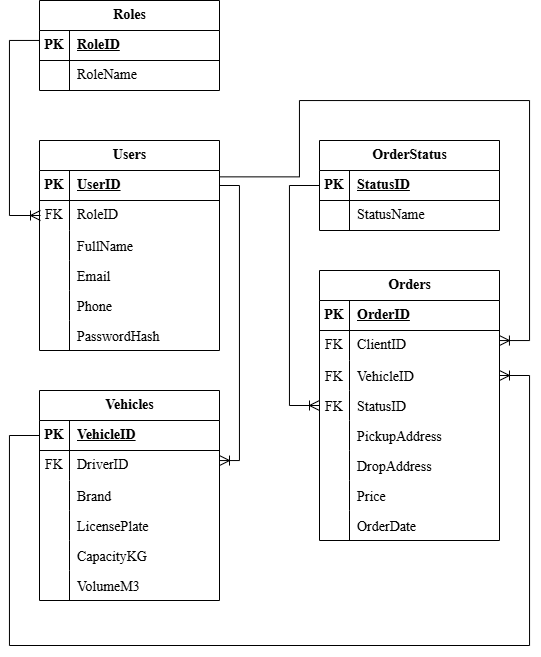 Roles
PK RoleID
RoleName
Users
PK UserID
FK RoleID
FullName
Email
Phone
PasswordHash
OrderStatus
PK StatusID
StatusName
Orders
PK OrderID
FK ClientID
FK VehicleID
FK StatusID
PickupAddress
DropAddress
Price
OrderDate
Vehicles
PK VehicleID
FK DriverID
Brand
LicensePlate
CapacityKG
VolumeM3